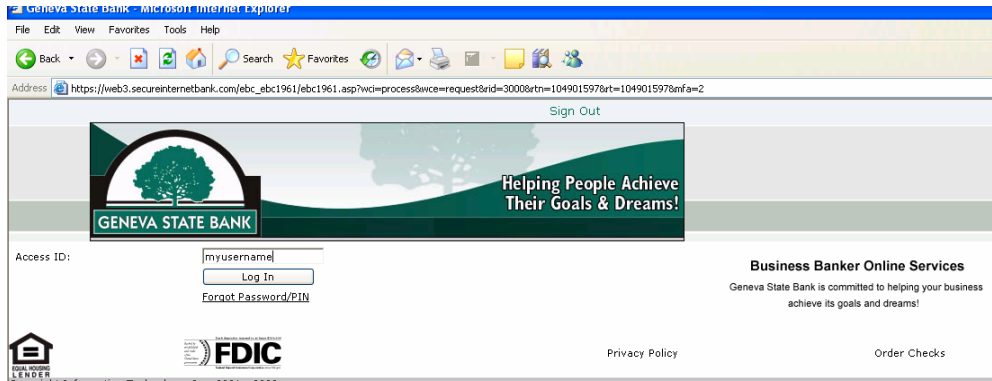 Geneva State Bank - Microsoft Internet Explorer
File Edit View Favorites Tools Help
Back Search Favorites
Address https://web3.secureinternetbank.com/ebc_ebc1961/ebc1961.asp?wci=process&wce=request&rid=3000&rtn=104901597&rt=104901597&mfa=2
Sign Out
Helping People Achieve
Their Goals & Dreams!
GENEVA STATE BANK
Access ID: myusername
Log In
Forgot Password/PIN
Business Banker Online Services
Geneva State Bank is committed to helping your business
achieve its goals and dreams!
EQUAL HOUSING
LENDER
FDIC
Privacy Policy
Order Checks